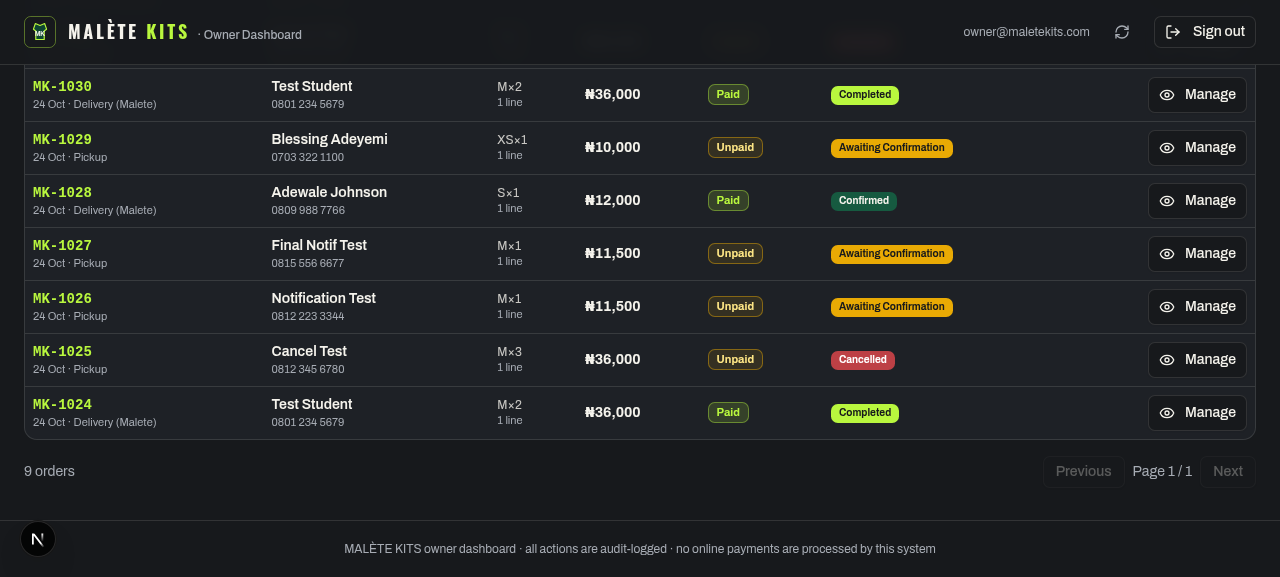 MK
MALÈTE KITS · Owner Dashboard
owner@maletekits.com
Sign out
MK-1030 Test Student M×2 ₦36,000 Paid Completed Manage
24 Oct · Delivery (Malete) 0801 234 5679 1 line
MK-1029 Blessing Adeyemi XS×1 ₦10,000 Unpaid Awaiting Confirmation Manage
24 Oct · Pickup 0703 322 1100 1 line
MK-1028 Adewale Johnson S×1 ₦12,000 Paid Confirmed Manage
24 Oct · Delivery (Malete) 0809 988 7766 1 line
MK-1027 Final Notif Test M×1 ₦11,500 Unpaid Awaiting Confirmation Manage
24 Oct · Pickup 0815 556 6677 1 line
MK-1026 Notification Test M×1 ₦11,500 Unpaid Awaiting Confirmation Manage
24 Oct · Pickup 0812 223 3344 1 line
MK-1025 Cancel Test M×3 ₦36,000 Unpaid Cancelled Manage
24 Oct · Pickup 0812 345 6780 1 line
MK-1024 Test Student M×2 ₦36,000 Paid Completed Manage
24 Oct · Delivery (Malete) 0801 234 5679 1 line
9 orders Previous Page 1 / 1 Next
N
MALÈTE KITS owner dashboard · all actions are audit-logged · no online payments are processed by this system